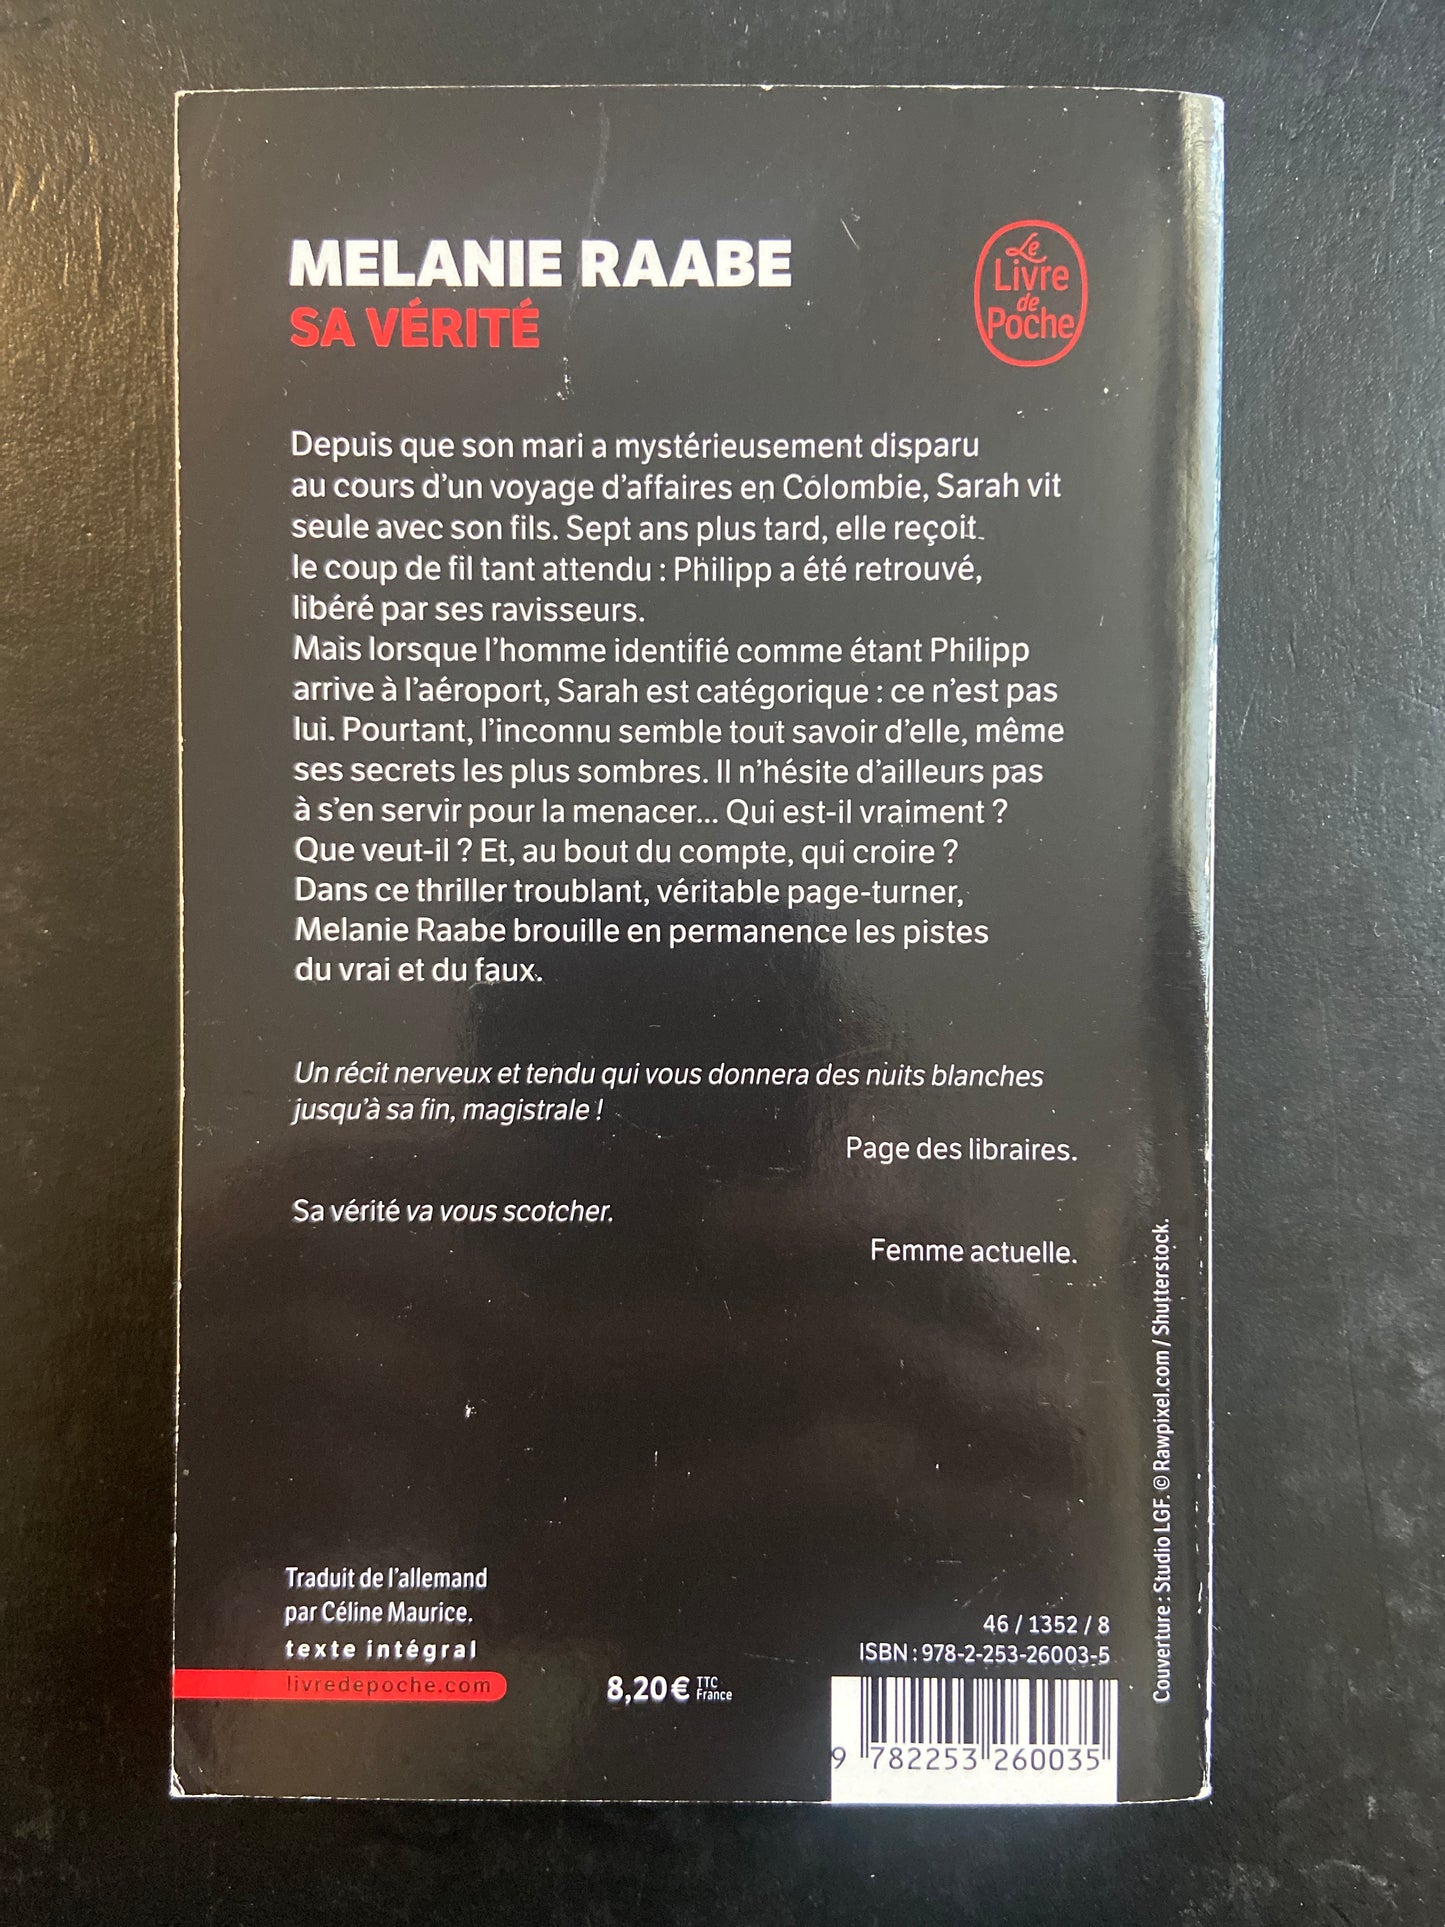 MELANIE RAABE
SA VÉRITÉ
Le
Livre
de
Poche
Depuis que son mari a mystérieusement disparu
au cours d'un voyage d'affaires en Colombie, Sarah vit
seule avec son fils. Sept ans plus tard, elle reçoit
le coup de fil tant attendu : Philipp a été retrouvé,
libéré par ses ravisseurs.
Mais lorsque l'homme identifié comme étant Philipp
arrive à l'aéroport, Sarah est catégorique : ce n'est pas
lui. Pourtant, l'inconnu semble tout savoir d'elle, même
ses secrets les plus sombres. Il n'hésite d'ailleurs pas
à s'en servir pour la menacer... Qui est-il vraiment ?
Que veut-il ? Et, au bout du compte, qui croire ?
Dans ce thriller troublant, véritable page-turner,
Melanie Raabe brouille en permanence les pistes
du vrai et du faux.
Un récit nerveux et tendu qui vous donnera des nuits blanches
jusqu'à sa fin, magistrale !
Page des libraires.
Sa vérité va vous scotcher.
Femme actuelle.
Couverture : Studio LGF. © Rawpixel.com / Shutterstock.
Traduit de l'allemand
par Céline Maurice.
texte intégral
livredepoche.com
8,20 € TTC
France
46 / 1352 / 8
ISBN : 978-2-253-26003-5
9 782253 260035